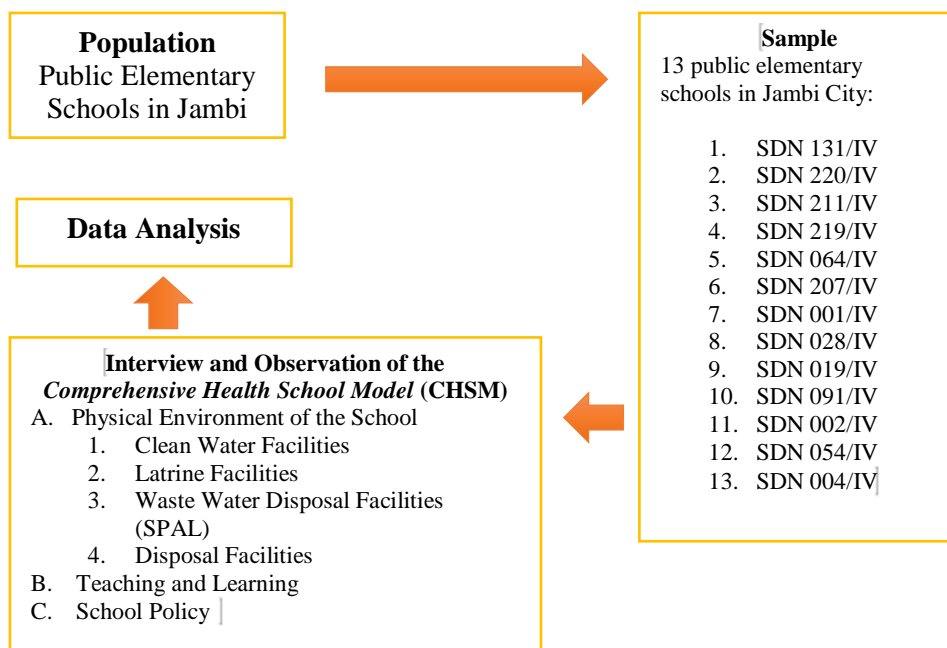 Population
Public Elementary
Schools in Jambi
Sample
13 public elementary
schools in Jambi City:
1. SDN 131/IV
2. SDN 220/IV
3. SDN 211/IV
4. SDN 219/IV
5. SDN 064/IV
6. SDN 207/IV
7. SDN 001/IV
8. SDN 028/IV
9. SDN 019/IV
10. SDN 091/IV
11. SDN 002/IV
12. SDN 054/IV
13. SDN 004/IV
Interview and Observation of the
Comprehensive Health School Model (CHSM)
A. Physical Environment of the School
1. Clean Water Facilities
2. Latrine Facilities
3. Waste Water Disposal Facilities
(SPAL)
4. Disposal Facilities
B. Teaching and Learning
C. School Policy
Data Analysis